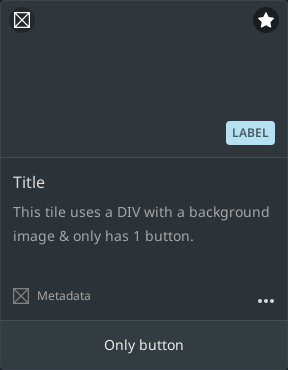 LABEL
Title
This tile uses a DIV with a background
image & only has 1 button.
Metadata
Only button